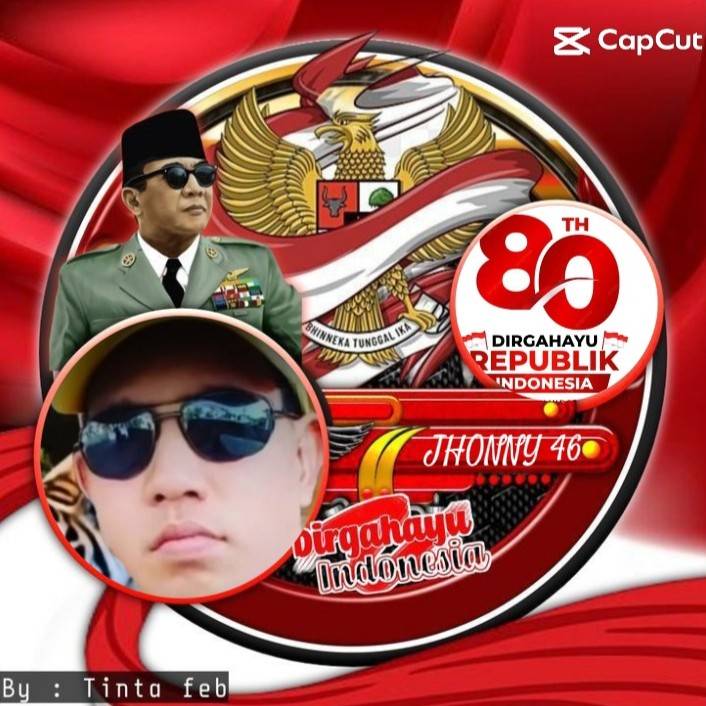 CapCut
BHINNEKA TUNGGAL IKA
80
TH
DIRGAHAYU
REPUBLIK
INDONESIA
JHONNY 46
Dirgahayu
Indonesia
By : Tinta feb